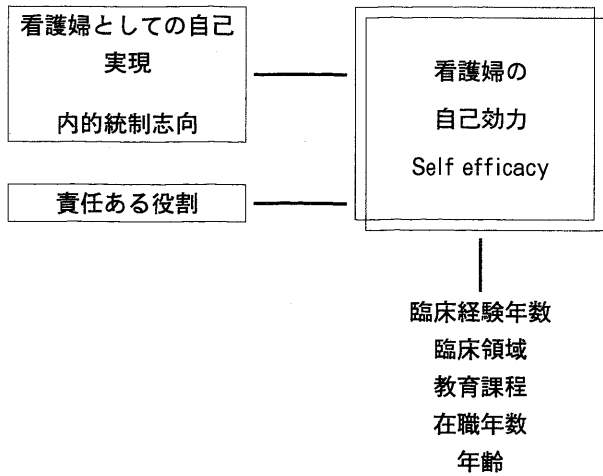 看護婦としての自己
実現
内的統制志向
責任ある役割
看護婦の
自己効力
Self efficacy
臨床経験年数
臨床領域
教育課程
在職年数
年齢